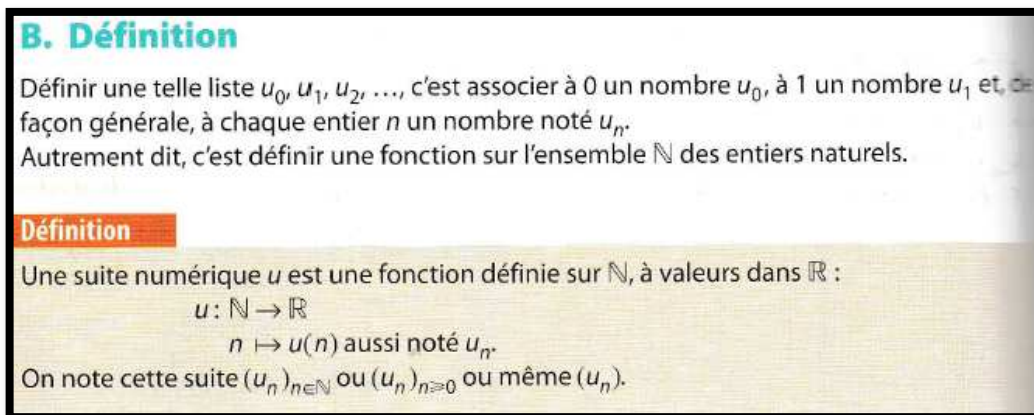 B. Définition
Définir une telle liste u₀, u₁, u₂, …, c'est associer à 0 un nombre u₀, à 1 un nombre u₁ et,
façon générale, à chaque entier n un nombre noté uₙ.
Autrement dit, c'est définir une fonction sur l'ensemble ℕ des entiers naturels.
Définition
Une suite numérique u est une fonction définie sur ℕ, à valeurs dans ℝ :
u : ℕ → ℝ
n ↦ u(n) aussi noté uₙ.
On note cette suite (uₙ)ₙ∈ℕ ou (uₙ)ₙ⩾₀ ou même (uₙ).